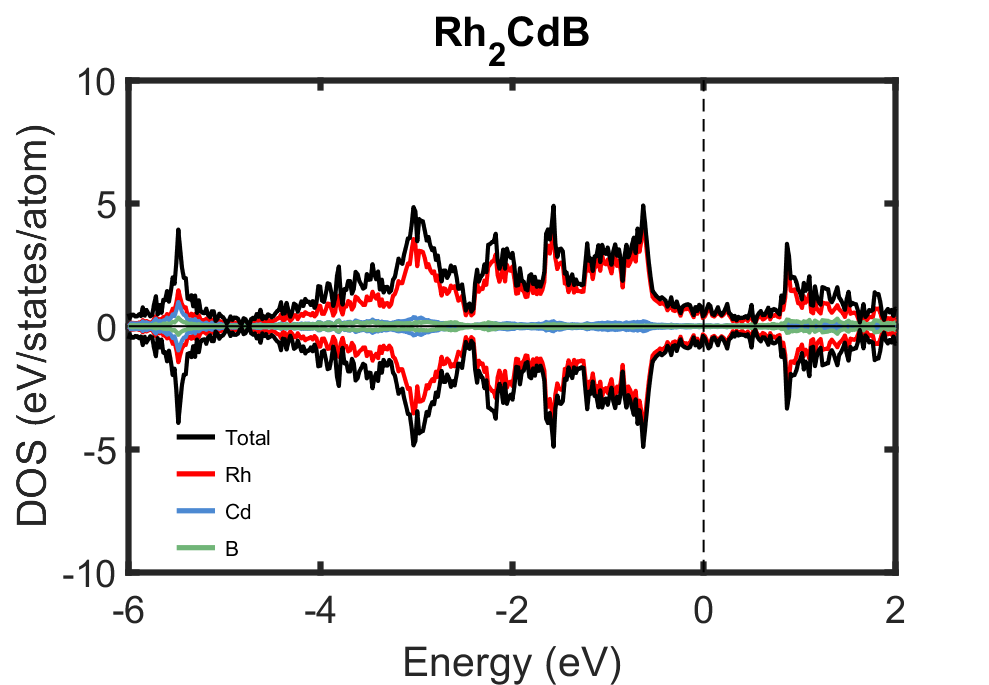 Rh2CdB
10
5
0
-5
-10
DOS (eV/states/atom)
Total
Rh
Cd
B
-6
-4
-2
0
2
Energy (eV)